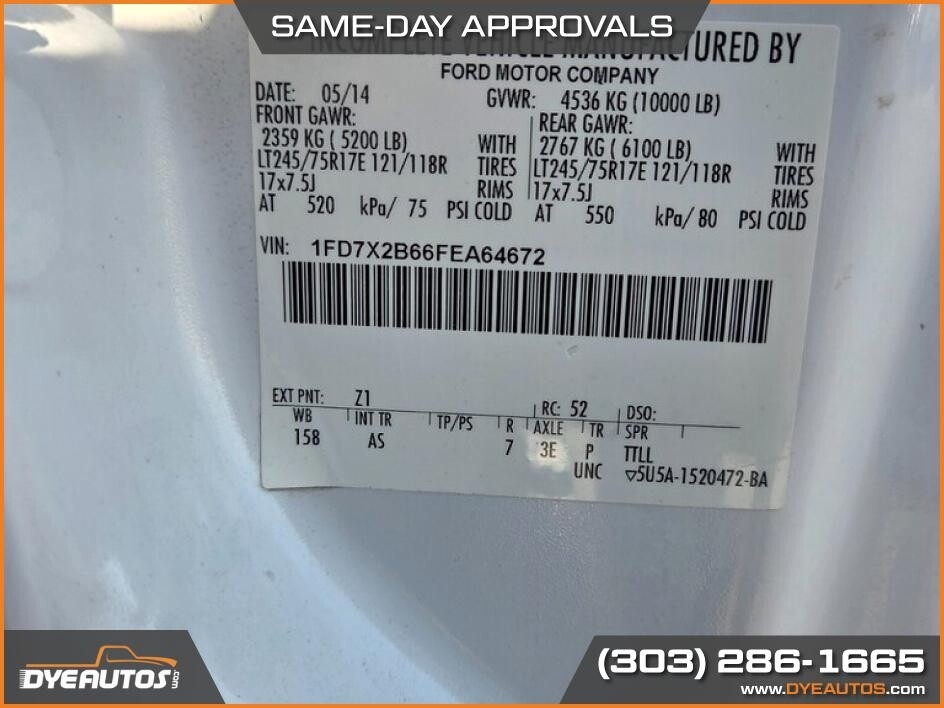 SAME-DAY APPROVALS
INCOMPLETE VEHICLE MANUFACTURED BY
FORD MOTOR COMPANY
DATE: 05/14 GVWR: 4536 KG (10000 LB)
FRONT GAWR: REAR GAWR:
2359 KG ( 5200 LB) WITH 2767 KG ( 6100 LB) WITH
LT245/75R17E 121/118R TIRES LT245/75R17E 121/118R TIRES
17x7.5J RIMS 17x7.5J RIMS
AT 520 kPa/ 75 PSI COLD AT 550 kPa/ 80 PSI COLD
VIN: 1FD7X2B66FEA64672
EXT PNT: Z1 RC: 52 DSO:
WB INT TR TP/PS R AXLE TR SPR
158 AS 7 3E P TTLL
UNC ▽5U5A-1520472-BA
DYEAUTOS.com
(303) 286-1665
www.DYEAUTOS.com